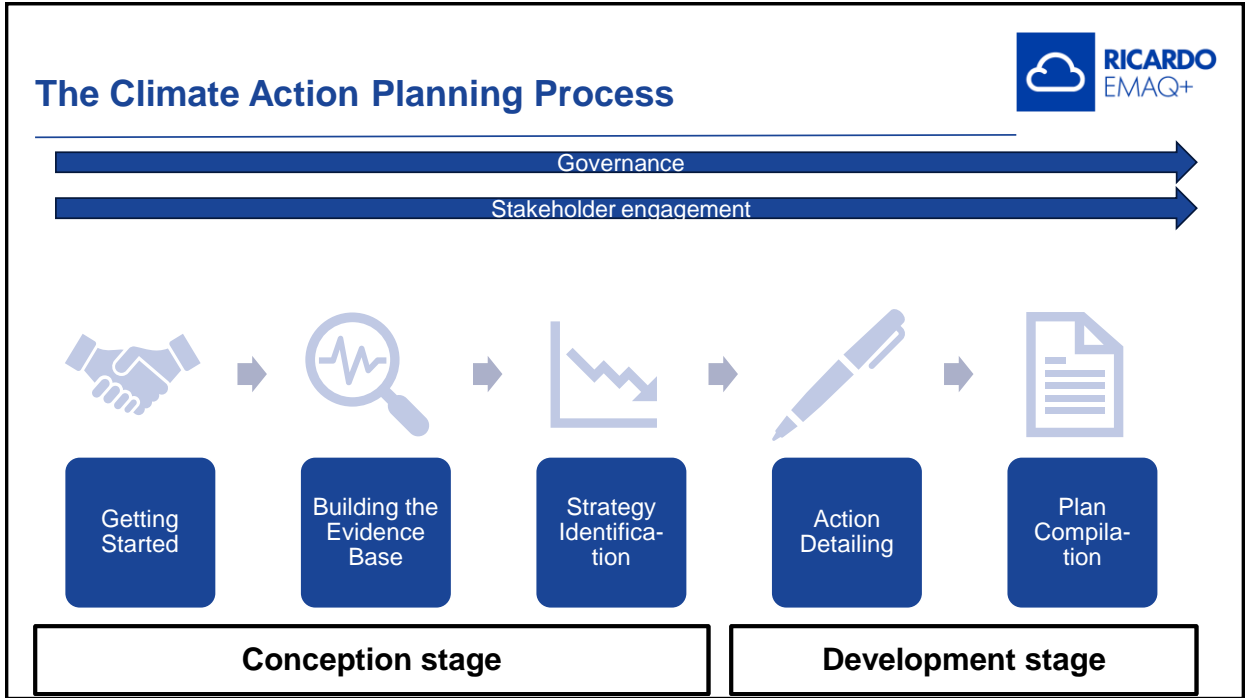 The Climate Action Planning Process
RICARDO
EMAQ+
Governance
Stakeholder engagement
Getting
Started
Building the
Evidence
Base
Strategy
Identifica-
tion
Action
Detailing
Plan
Compila-
tion
Conception stage
Development stage